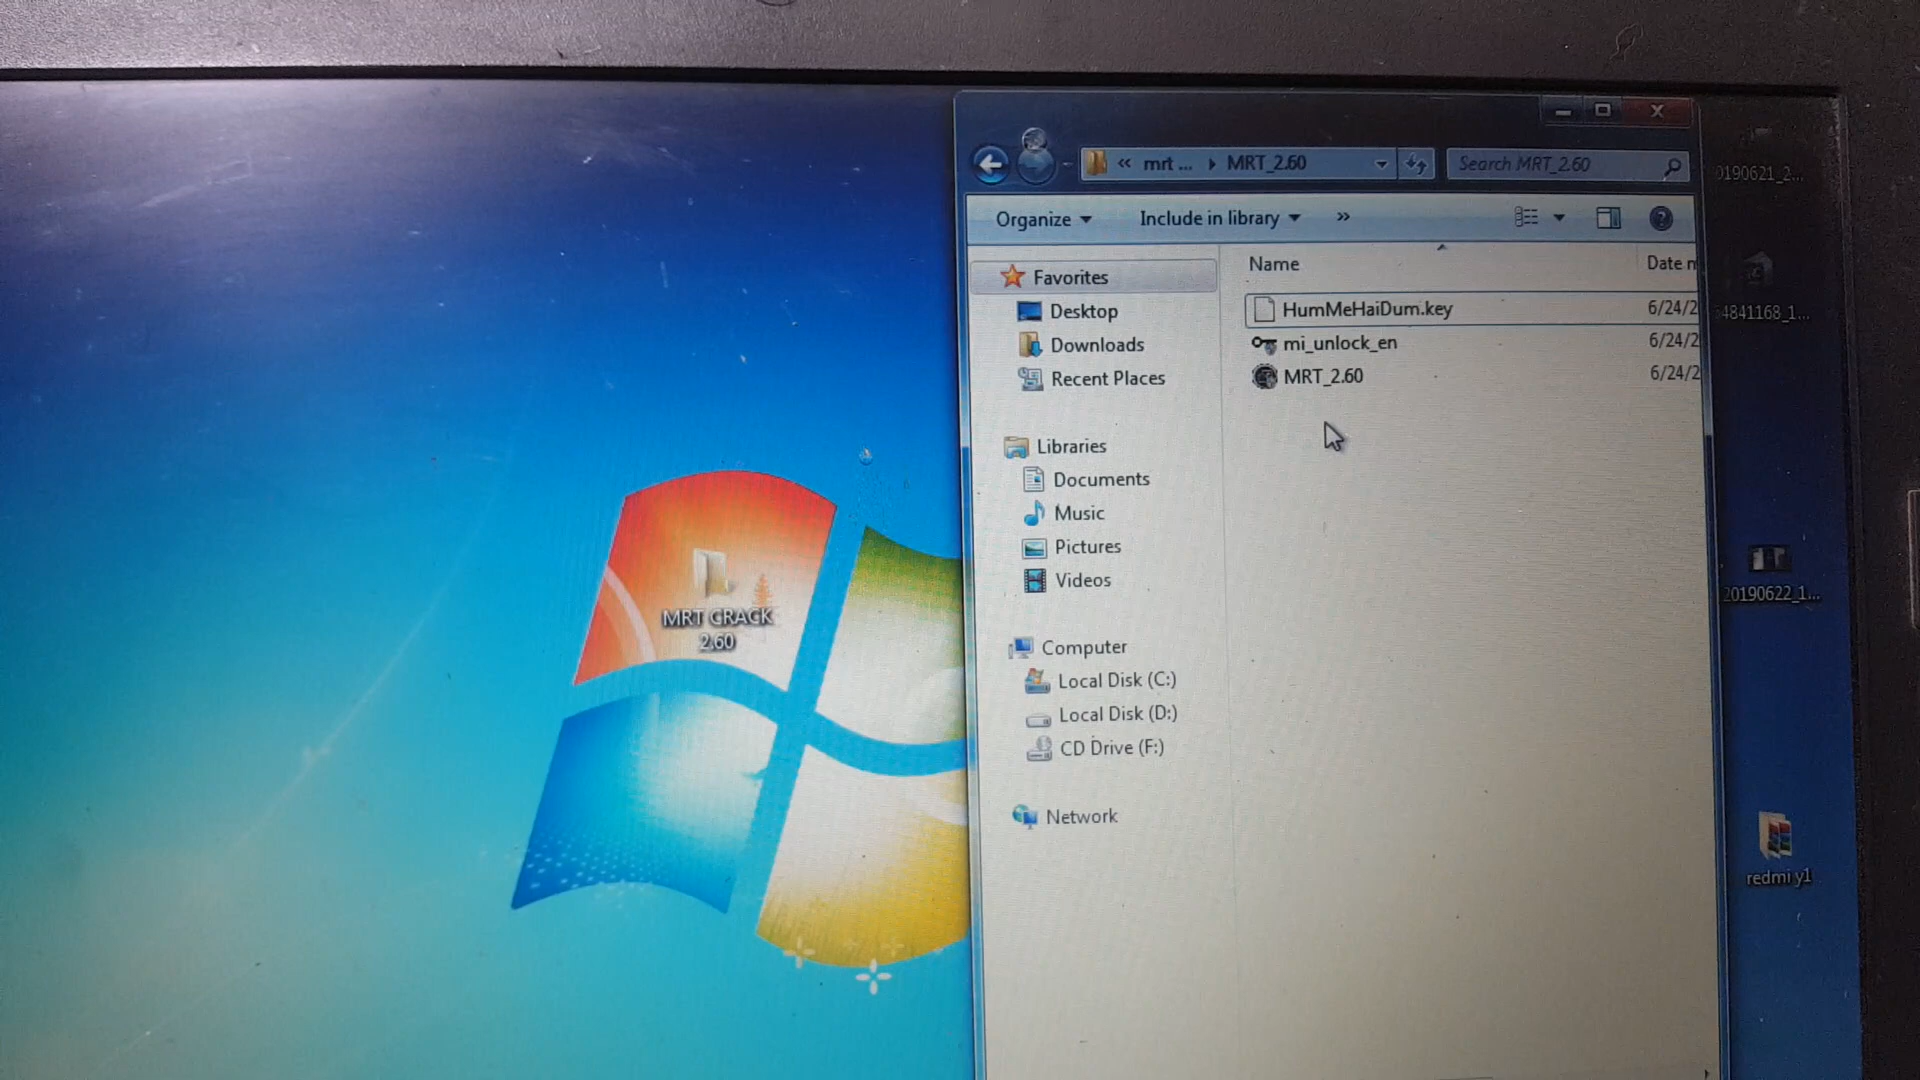 « mrt ... ▸ MRT_2.60
Search MRT_2.60
Organize
Include in library
»
Name
Date n
Favorites
Desktop
Downloads
Recent Places
Libraries
Documents
Music
Pictures
Videos
Computer
Local Disk (C:)
Local Disk (D:)
CD Drive (F:)
Network
HumMeHaiDum.key
6/24/2
mi_unlock_en
6/24/2
MRT_2.60
6/24/2
MRT CRACK
2.60
0190621_2...
4841168_1...
20190622_1...
redmi y1